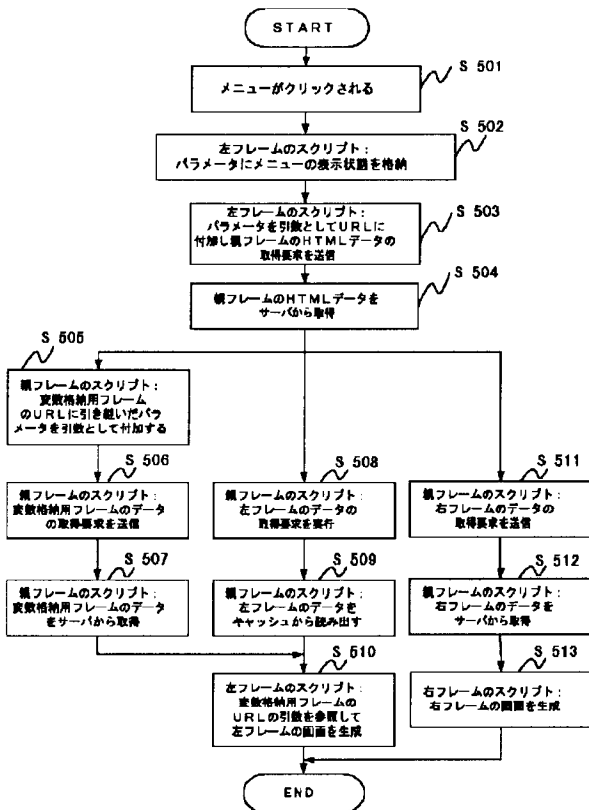 START
S 501
メニューがクリックされる
S 502
左フレームのスクリプト：
パラメータにメニューの表示状態を格納
S 503
左フレームのスクリプト：
パラメータを引数としてURLに
付加し親フレームのHTMLデータの
取得要求を送信
S 504
親フレームのHTMLデータを
サーバから取得
S 505
親フレームのスクリプト：
変数格納用フレーム
のURLに引き継いだパラ
メータを引数として付加する
S 506
親フレームのスクリプト：
変数格納用フレームのデータ
の取得要求を送信
S 507
親フレームのスクリプト：
変数格納用フレームのデータ
をサーバから取得
S 508
親フレームのスクリプト：
左フレームのデータの
取得要求を実行
S 509
親フレームのスクリプト：
左フレームのデータを
キャッシュから読み出す
S 510
左フレームのスクリプト：
変数格納用フレームの
URLの引数を参照して
左フレームの画面を生成
S 511
親フレームのスクリプト：
右フレームのデータの
取得要求を送信
S 512
親フレームのスクリプト：
右フレームのデータを
サーバから取得
S 513
右フレームのスクリプト：
右フレームの画面を生成
END